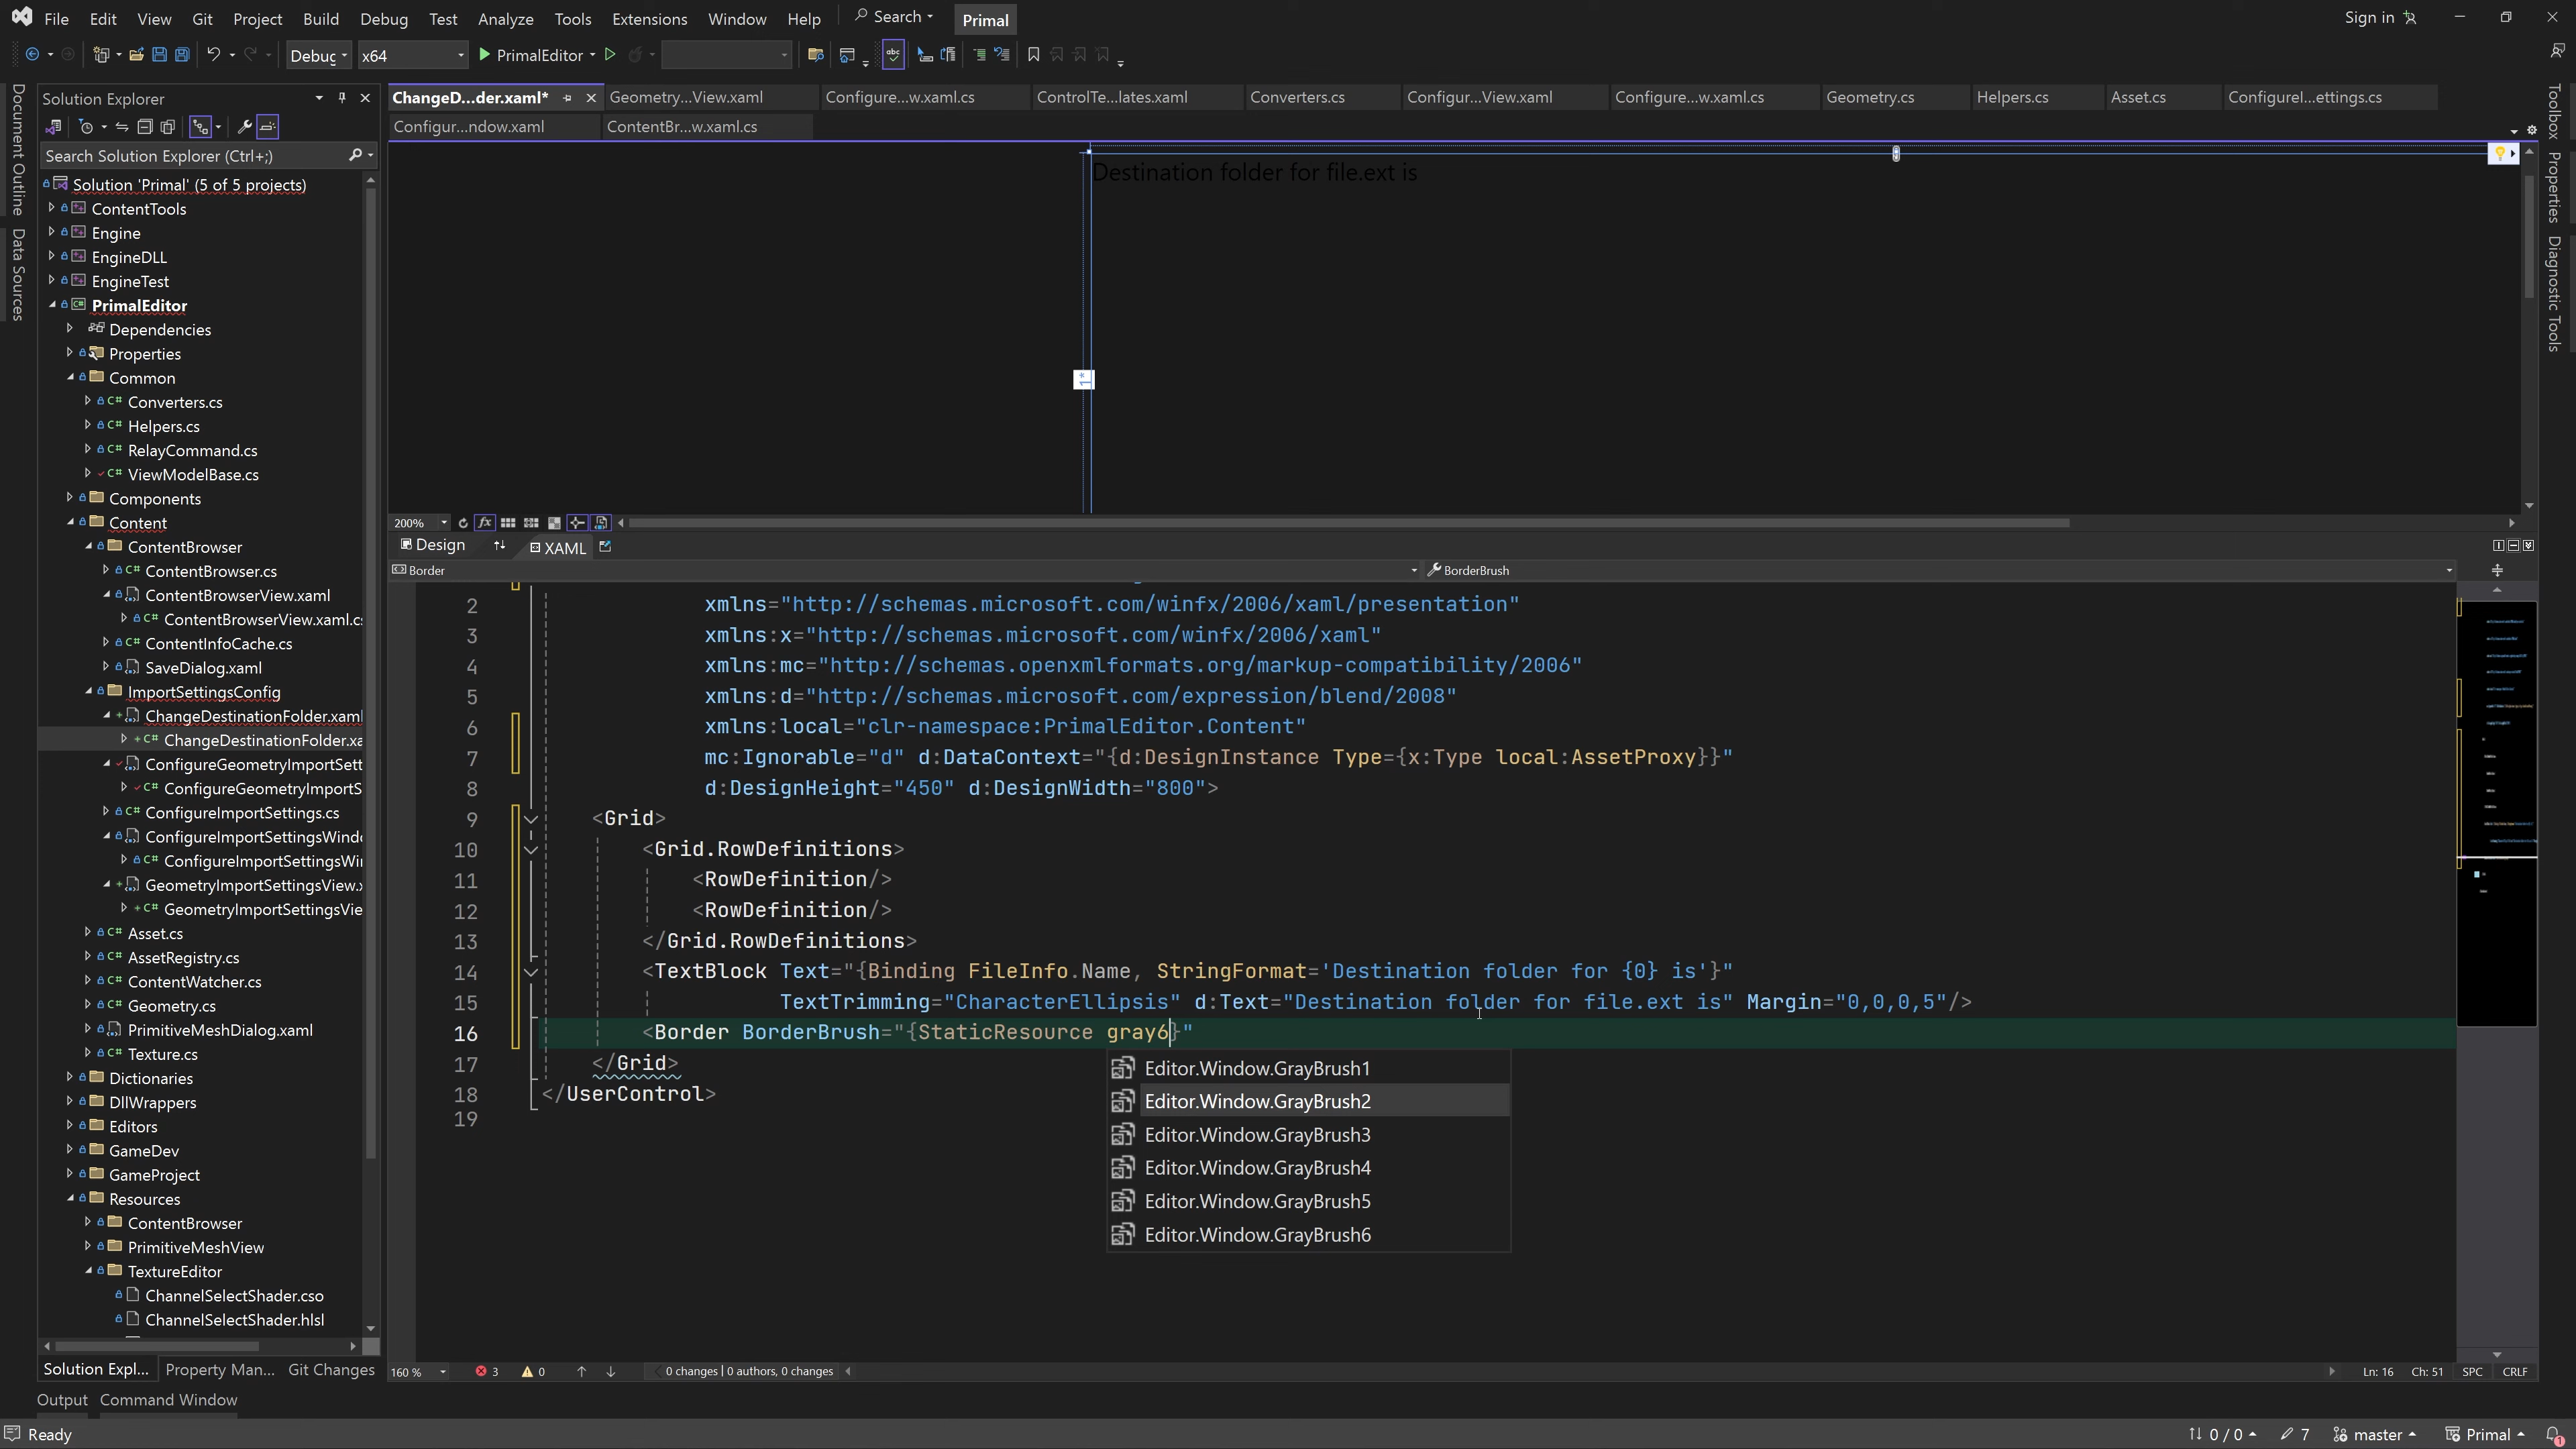 File Edit View Git Project Build Debug Test Analyze Tools Extensions Window Help Search Primal Sign in
Debug x64 PrimalEditor
Document Outline
Data Sources
Solution Explorer
Search Solution Explorer (Ctrl+;)
Solution 'Primal' (5 of 5 projects)
ContentTools
Engine
EngineDLL
EngineTest
PrimalEditor
Dependencies
Properties
Common
Converters.cs
Helpers.cs
RelayCommand.cs
ViewModelBase.cs
Components
Content
ContentBrowser
ContentBrowser.cs
ContentBrowserView.xaml
ContentBrowserView.xaml.cs
ContentInfoCache.cs
SaveDialog.xaml
ImportSettingsConfig
ChangeDestinationFolder.xaml
ChangeDestinationFolder.xa
ConfigureGeometryImportSett
ConfigureGeometryImportS
ConfigureImportSettings.cs
ConfigureImportSettingsWindo
ConfigureImportSettingsWi
GeometryImportSettingsView.x
GeometryImportSettingsVie
Asset.cs
AssetRegistry.cs
ContentWatcher.cs
Geometry.cs
PrimitiveMeshDialog.xaml
Texture.cs
Dictionaries
DllWrappers
Editors
GameDev
GameProject
Resources
ContentBrowser
PrimitiveMeshView
TextureEditor
ChannelSelectShader.cso
ChannelSelectShader.hlsl
Solution Expl... Property Man... Git Changes
ChangeD...der.xaml* Geometry...View.xaml Configure...w.xaml.cs ControlTe...lates.xaml Converters.cs Configur...View.xaml Configure...w.xaml.cs Geometry.cs Helpers.cs Asset.cs ConfigureI...ettings.cs
Configur...ndow.xaml ContentBr...w.xaml.cs
Destination folder for file.ext is
1*
200% fx
Design XAML
Border BorderBrush
2 xmlns="http://schemas.microsoft.com/winfx/2006/xaml/presentation"
3 xmlns:x="http://schemas.microsoft.com/winfx/2006/xaml"
4 xmlns:mc="http://schemas.openxmlformats.org/markup-compatibility/2006"
5 xmlns:d="http://schemas.microsoft.com/expression/blend/2008"
6 xmlns:local="clr-namespace:PrimalEditor.Content"
7 mc:Ignorable="d" d:DataContext="{d:DesignInstance Type={x:Type local:AssetProxy}}"
8 d:DesignHeight="450" d:DesignWidth="800">
9 <Grid>
10 <Grid.RowDefinitions>
11 <RowDefinition/>
12 <RowDefinition/>
13 </Grid.RowDefinitions>
14 <TextBlock Text="{Binding FileInfo.Name, StringFormat='Destination folder for {0} is'}"
15 TextTrimming="CharacterEllipsis" d:Text="Destination folder for file.ext is" Margin="0,0,0,5"/>
16 <Border BorderBrush="{StaticResource gray6}"
17 </Grid>
18 </UserControl>
19
Editor.Window.GrayBrush1
Editor.Window.GrayBrush2
Editor.Window.GrayBrush3
Editor.Window.GrayBrush4
Editor.Window.GrayBrush5
Editor.Window.GrayBrush6
160 % 3 0 0 changes | 0 authors, 0 changes Ln: 16 Ch: 51 SPC CRLF
Toolbox
Properties
Diagnostic Tools
Output Command Window
Ready 0 / 0 7 master Primal 1